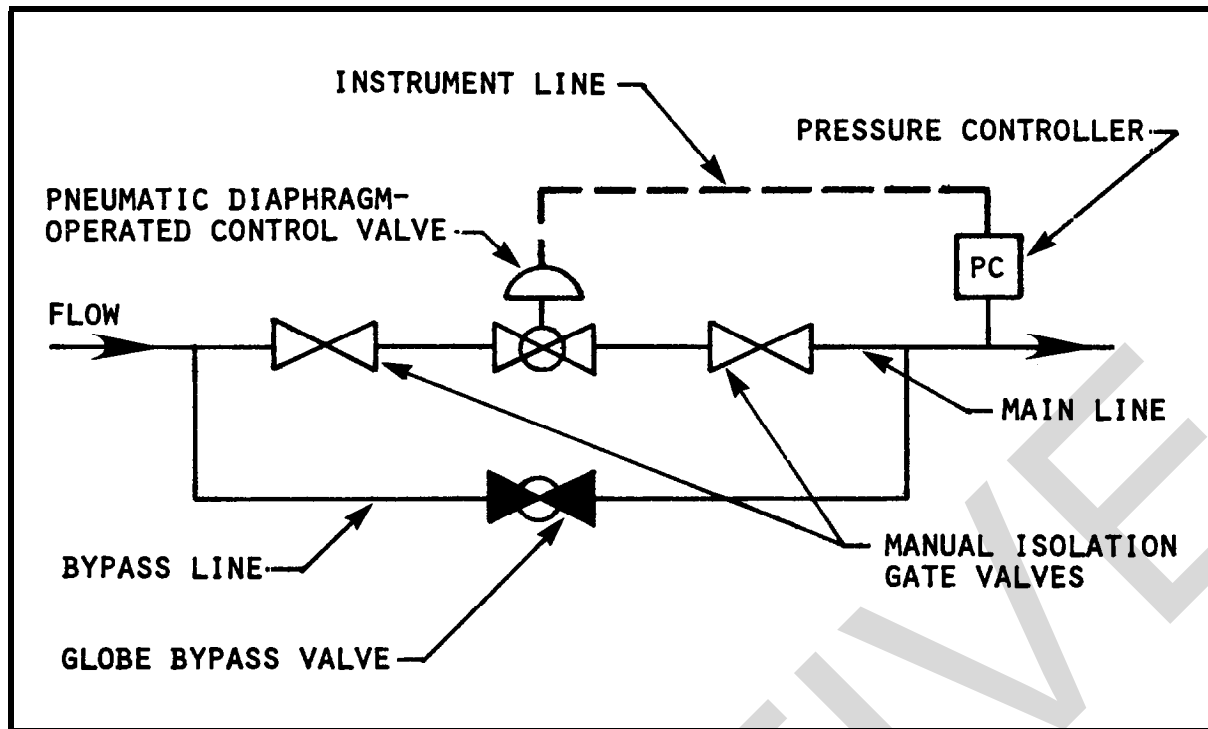 INSTRUMENT LINE
PRESSURE CONTROLLER
PNEUMATIC DIAPHRAGM-
OPERATED CONTROL VALVE
PC
FLOW
MAIN LINE
BYPASS LINE
MANUAL ISOLATION
GATE VALVES
GLOBE BYPASS VALVE